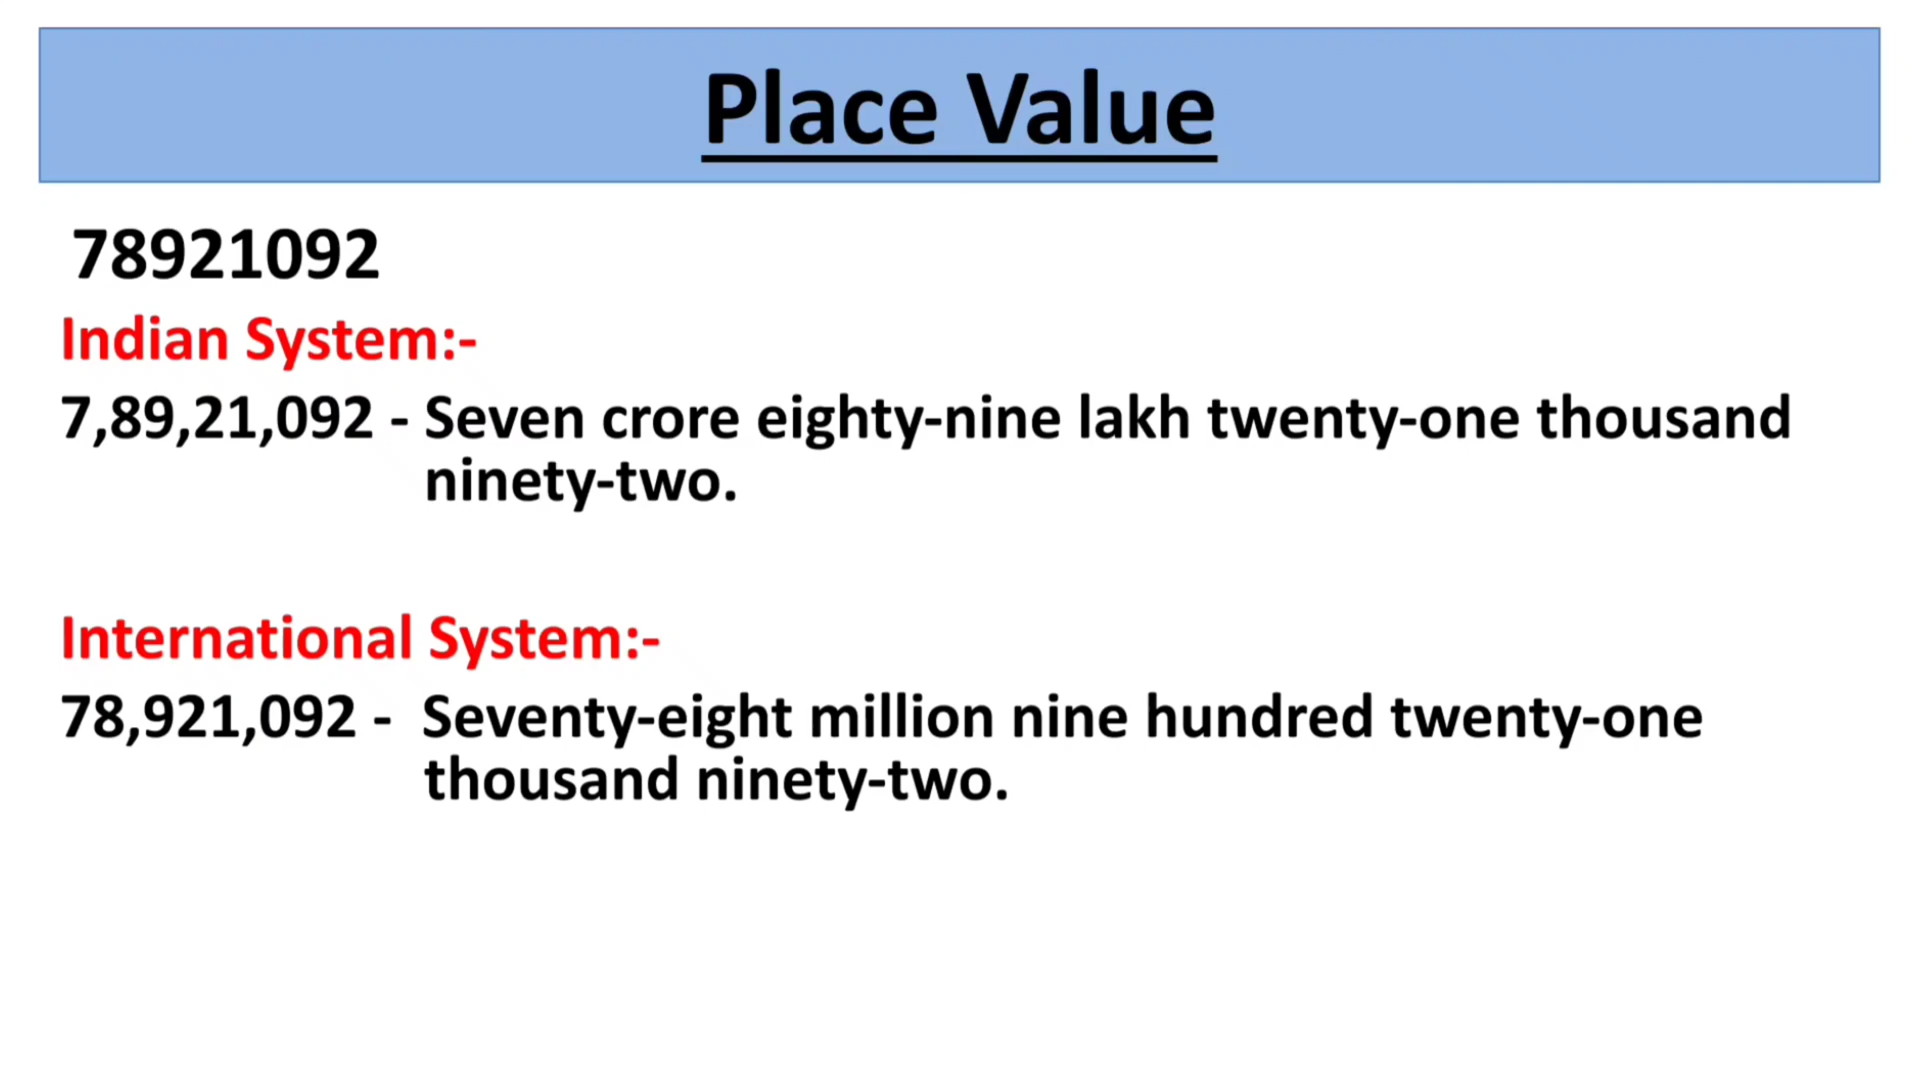 Place Value
78921092
Indian System:-
7,89,21,092 - Seven crore eighty-nine lakh twenty-one thousand
ninety-two.
International System:-
78,921,092 - Seventy-eight million nine hundred twenty-one
thousand ninety-two.